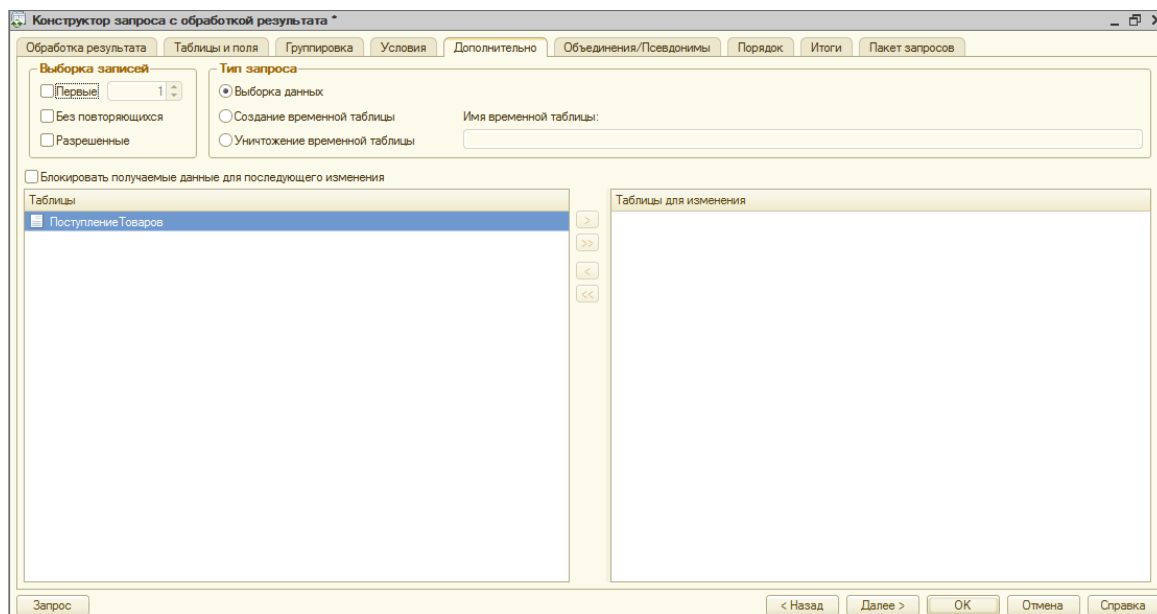 Конструктор запроса с обработкой результата *
Обработка результата Таблицы и поля Группировка Условия Дополнительно Объединения/Псевдонимы Порядок Итоги Пакет запросов
Выборка записей Тип запроса
Первые 1 Выборка данных
Без повторяющихся Создание временной таблицы Имя временной таблицы:
Разрешенные Уничтожение временной таблицы
Блокировать получаемые данные для последующего изменения
Таблицы Таблицы для изменения
ПоступлениеТоваров >
>>
<
<<
Запрос < Назад Далее > OK Отмена Справка